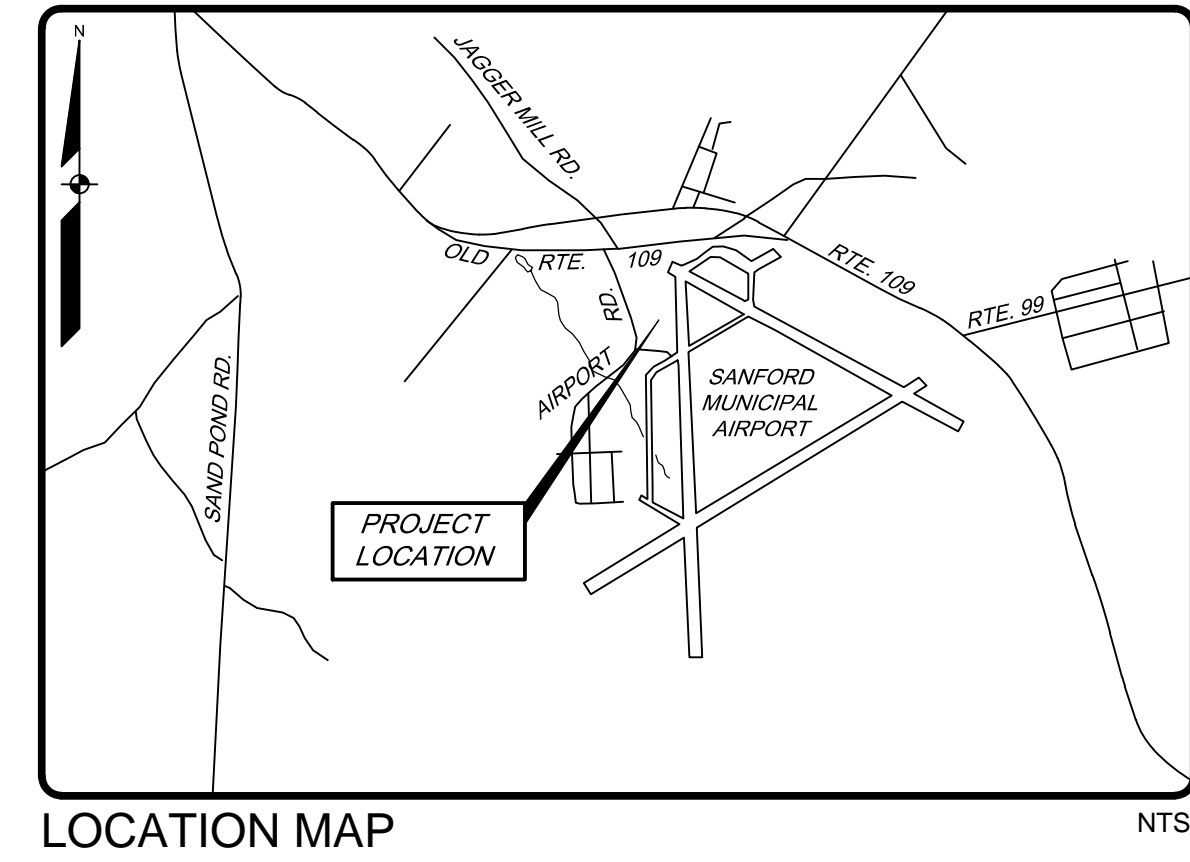 N
JAGGER MILL RD.
OLD RTE. 109
RTE. 109
RTE. 99
AIRPORT RD.
SANFORD
MUNICIPAL
AIRPORT
SAND POND RD.
PROJECT
LOCATION
LOCATION MAP
NTS